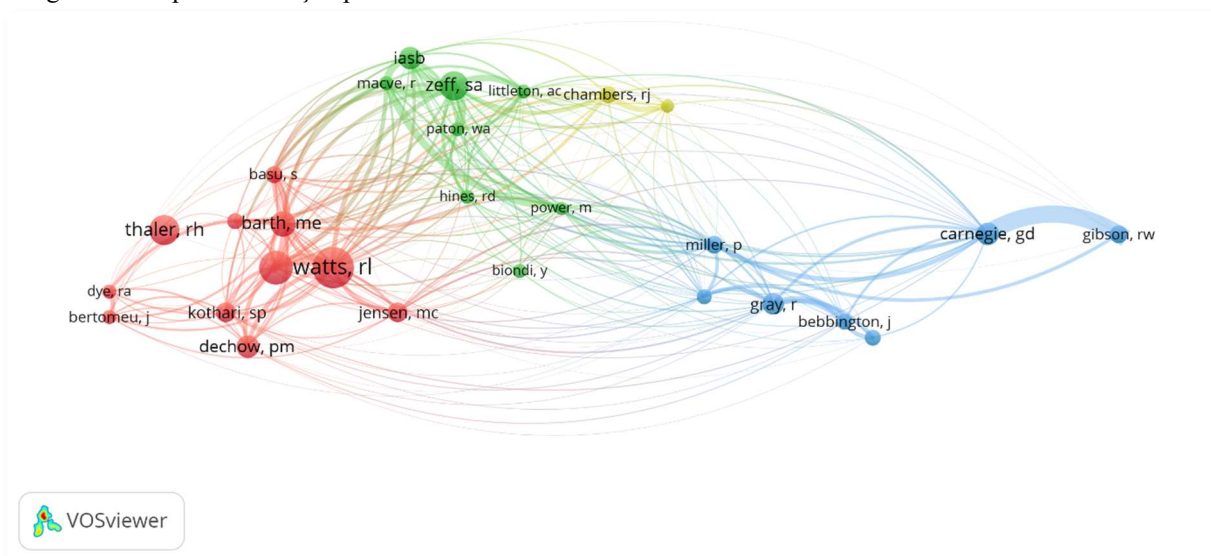 iasb
macve, r
zeff, sa
littleton, ac
chambers, rj
paton, wa
basu, s
hines, rd
power, m
thaler, rh
barth, me
miller, p
carnegie, gd
gibson, rw
watts, rl
biondi, y
dye, ra
bertomeu, j
kothari, sp
jensen, mc
gray, r
bebbington, j
dechow, pm
VOSviewer